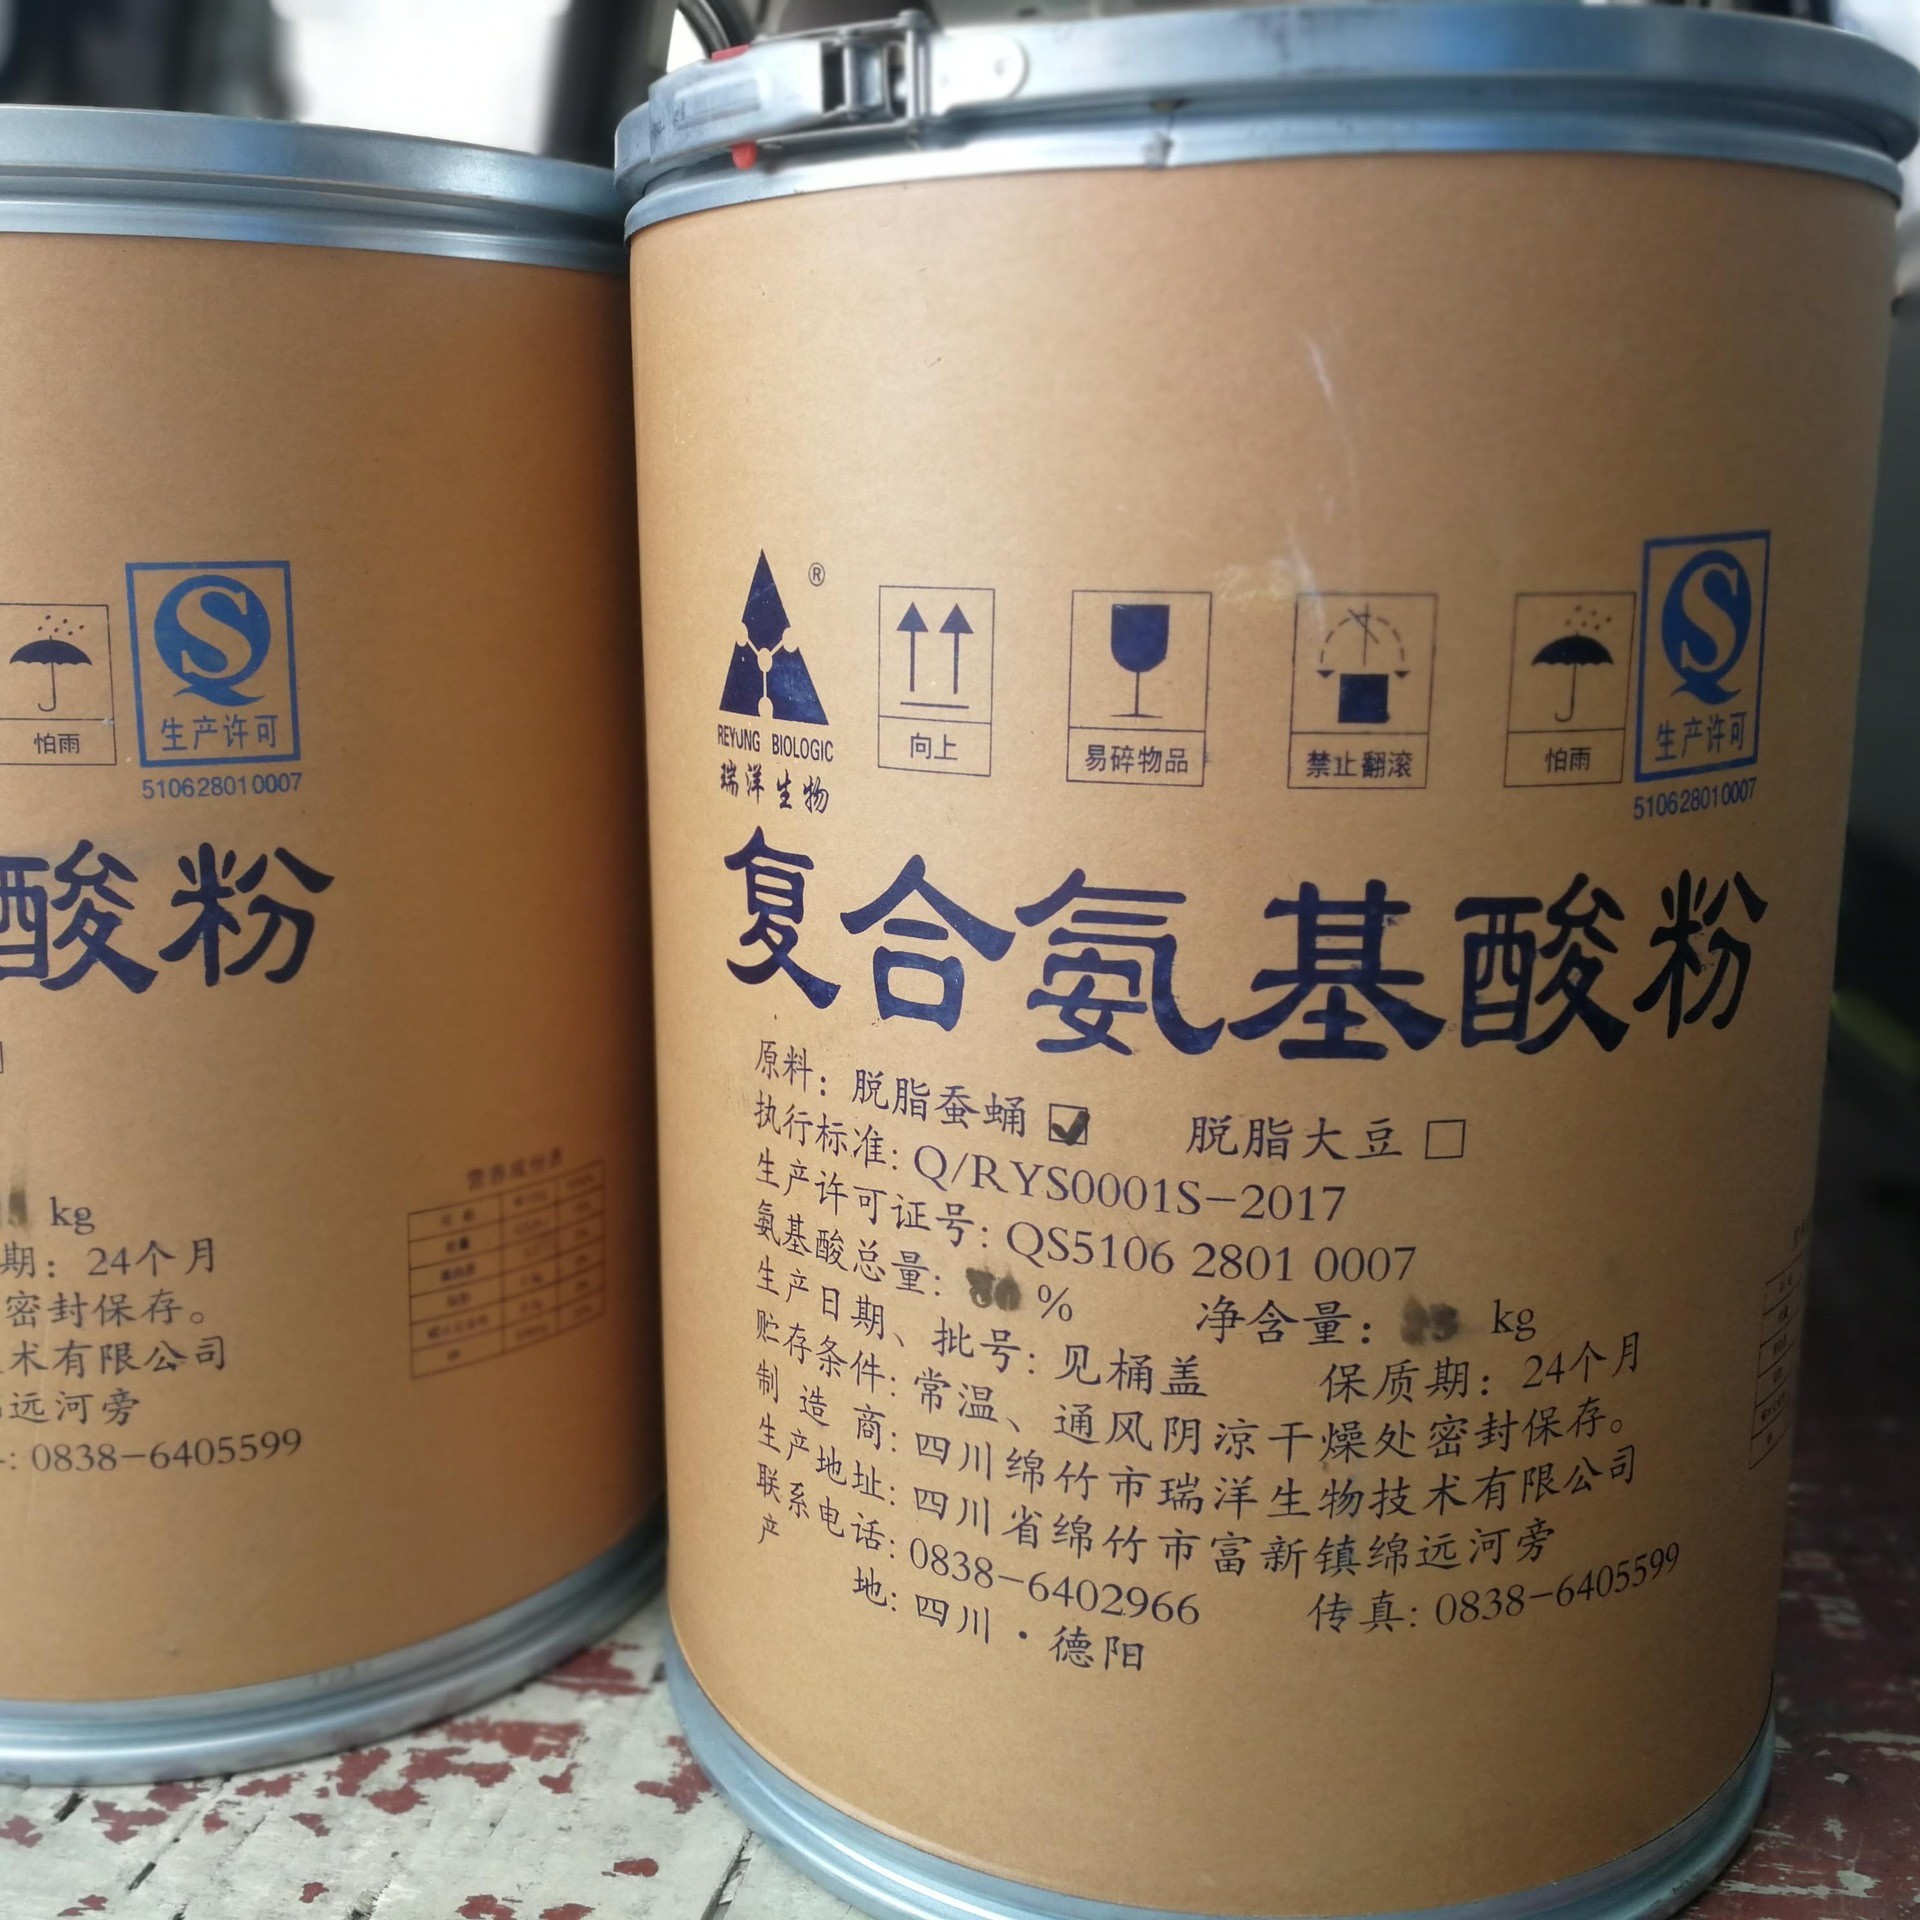 怕雨
生产许可
510628010007
酸粉
kg
期：24个月
密封保存。
术有限公司
远河旁
：0838-6405599
营养成份表
®
REYUNG BIOLOGIC
瑞洋生物
向上
易碎物品
禁止翻滚
怕雨
生产许可
510628010007
复合氨基酸粉
原料：脱脂蚕蛹 ☑ 脱脂大豆 □
执行标准：Q/RYS0001S-2017
生产许可证号：QS5106 2801 0007
氨基酸总量： % 净含量： kg
生产日期、批号：见桶盖 保质期：24个月
贮存条件：常温、通风阴凉干燥处密封保存。
制造商：四川绵竹市瑞洋生物技术有限公司
生产地址：四川省绵竹市富新镇绵远河旁
联系电话：0838-6402966 传真：0838-6405599
产地：四川·德阳